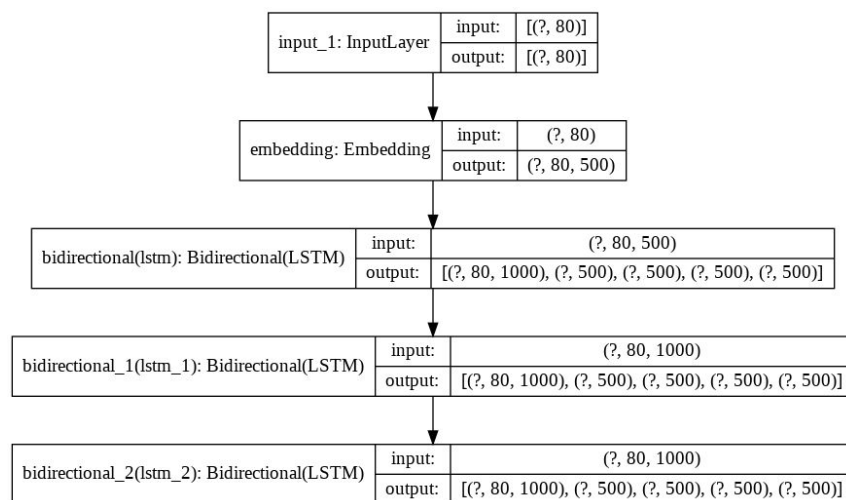 input_1: InputLayer
input: [(?, 80)]
output: [(?, 80)]
embedding: Embedding
input: (?, 80)
output: (?, 80, 500)
bidirectional(lstm): Bidirectional(LSTM)
input: (?, 80, 500)
output: [(?, 80, 1000), (?, 500), (?, 500), (?, 500), (?, 500)]
bidirectional_1(lstm_1): Bidirectional(LSTM)
input: (?, 80, 1000)
output: [(?, 80, 1000), (?, 500), (?, 500), (?, 500), (?, 500)]
bidirectional_2(lstm_2): Bidirectional(LSTM)
input: (?, 80, 1000)
output: [(?, 80, 1000), (?, 500), (?, 500), (?, 500), (?, 500)]